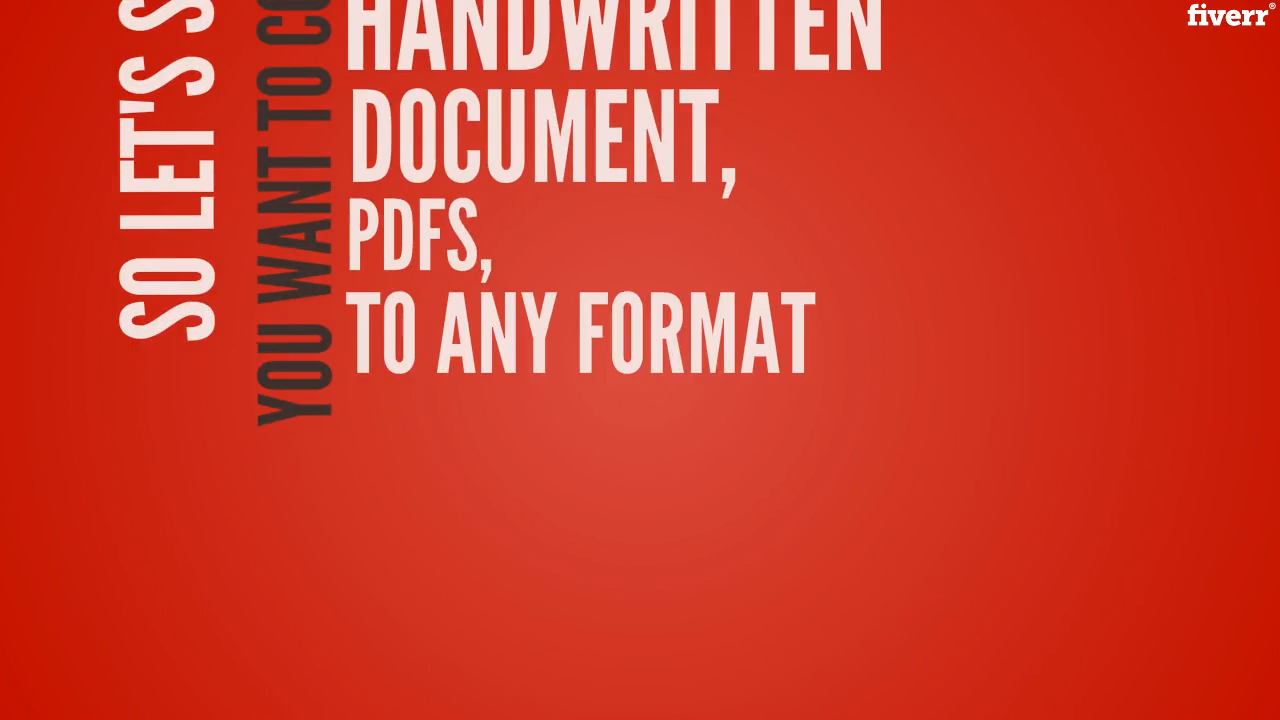 SO LET'S
YOU WANT TO
HANDWRITTEN
DOCUMENT,
PDFS,
TO ANY FORMAT
fiverr®